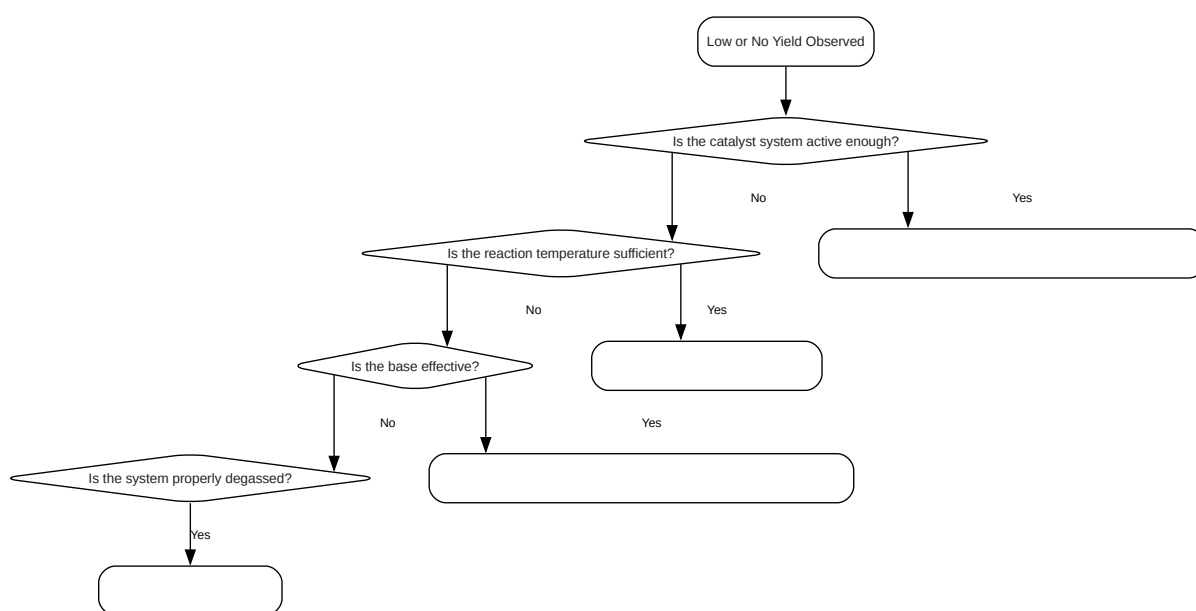 Low or No Yield Observed
Is the catalyst system active enough?
No
Yes
Is the reaction temperature sufficient?
No
Yes
Is the base effective?
No
Yes
Is the system properly degassed?
Yes